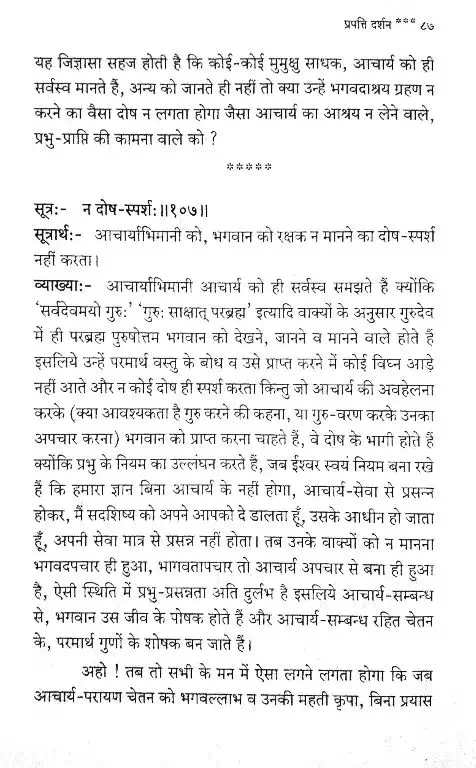 प्रपत्ति दर्शन *** ८७
यह जिज्ञासा सहज होती है कि कोई-कोई मुमुक्षु साधक, आचार्य को ही
सर्वस्व मानते हैं, अन्य को जानते ही नहीं तो क्या उन्हें भगवदाश्रय ग्रहण न
करने का वैसा दोष न लगता होगा जैसा आचार्य का आश्रय न लेने वाले,
प्रभु-प्राप्ति की कामना वाले को ?
*****
सूत्र:- न दोष-स्पर्श:॥१०७॥
सूत्रार्थ:- आचार्याभिमानी को, भगवान को रक्षक न मानने का दोष-स्पर्श
नहीं करता।
व्याख्या:- आचार्याभिमानी आचार्य को ही सर्वस्व समझते हैं क्योंकि
'सर्वदेवमयो गुरु:' 'गुरु: साक्षात् परब्रह्म' इत्यादि वाक्यों के अनुसार गुरुदेव
में ही परब्रह्म पुरुषोत्तम भगवान को देखने, जानने व मानने वाले होते हैं
इसलिये उन्हें परमार्थ वस्तु के बोध व उसे प्राप्त करने में कोई विघ्न आड़े
नहीं आते और न कोई दोष ही स्पर्श करता किन्तु जो आचार्य की अवहेलना
करके (क्या आवश्यकता है गुरु करने की कहना, या गुरु-वरण करके उनका
अपचार करना) भगवान को प्राप्त करना चाहते हैं, वे दोष के भागी होते हैं
क्योंकि प्रभु के नियम का उल्लंघन करते हैं, जब ईश्वर स्वयं नियम बना रखे
हैं कि हमारा ज्ञान बिना आचार्य के नहीं होगा, आचार्य-सेवा से प्रसन्न
होकर, मैं सदशिष्य को अपने आपको दे डालता हूँ, उसके आधीन हो जाता
हूँ, अपनी सेवा मात्र से प्रसन्न नहीं होता। तब उनके वाक्यों को न मानना
भगवदपचार ही हुआ, भागवतापचार तो आचार्य अपचार से बना ही हुआ
है, ऐसी स्थिति में प्रभु-प्रसन्नता अति दुर्लभ है इसलिये आचार्य-सम्बन्ध
से, भगवान उस जीव के पोषक होते हैं और आचार्य-सम्बन्ध रहित चेतन
के, परमार्थ गुणों के शोषक बन जाते हैं।
अहो ! तब तो सभी के मन में ऐसा लगने लगता होगा कि जब
आचार्य-परायण चेतन को भगवल्लाभ व उनकी महती कृपा, बिना प्रयास